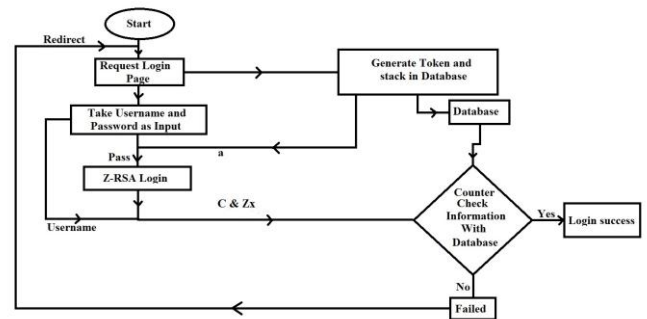 Start
Redirect
Request Login
Page
Generate Token and
stack in Database
Database
Take Username and
Password as Input
a
Pass
Z-RSA Login
C & Zx
Username
Counter
Check
Information
With
Database
Yes
Login success
No
Failed